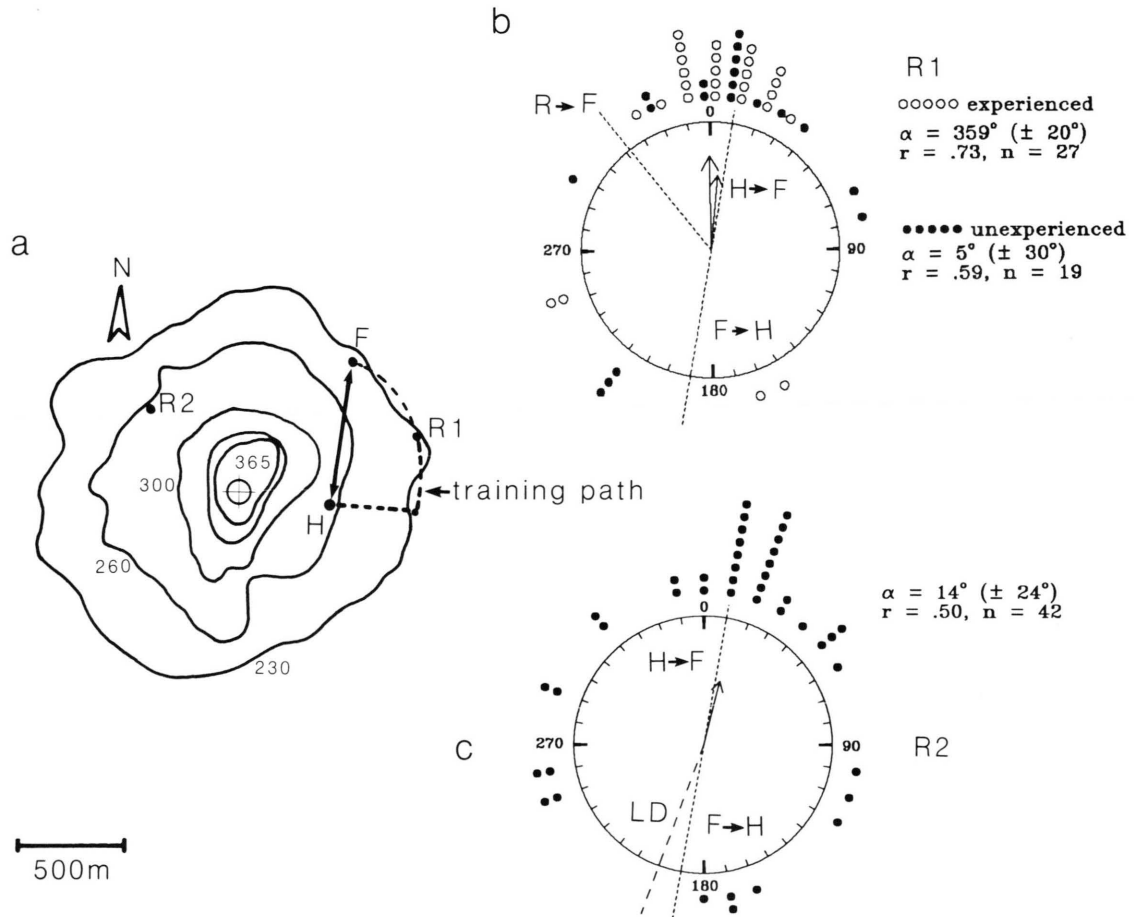 a
N
F
R2
R1
365
300
H
training path
260
230
500m
b
R→F
0
H→F
270
90
F→H
180
R1
○○○○○ experienced
α = 359° (± 20°)
r = .73, n = 27
●●●●● unexperienced
α = 5° (± 30°)
r = .59, n = 19
c
0
H→F
270
90
R2
LD
F→H
180
α = 14° (± 24°)
r = .50, n = 42